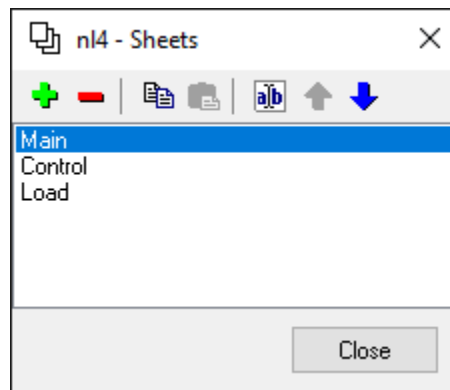 nl4 - Sheets
a b
Main
Control
Load
Close